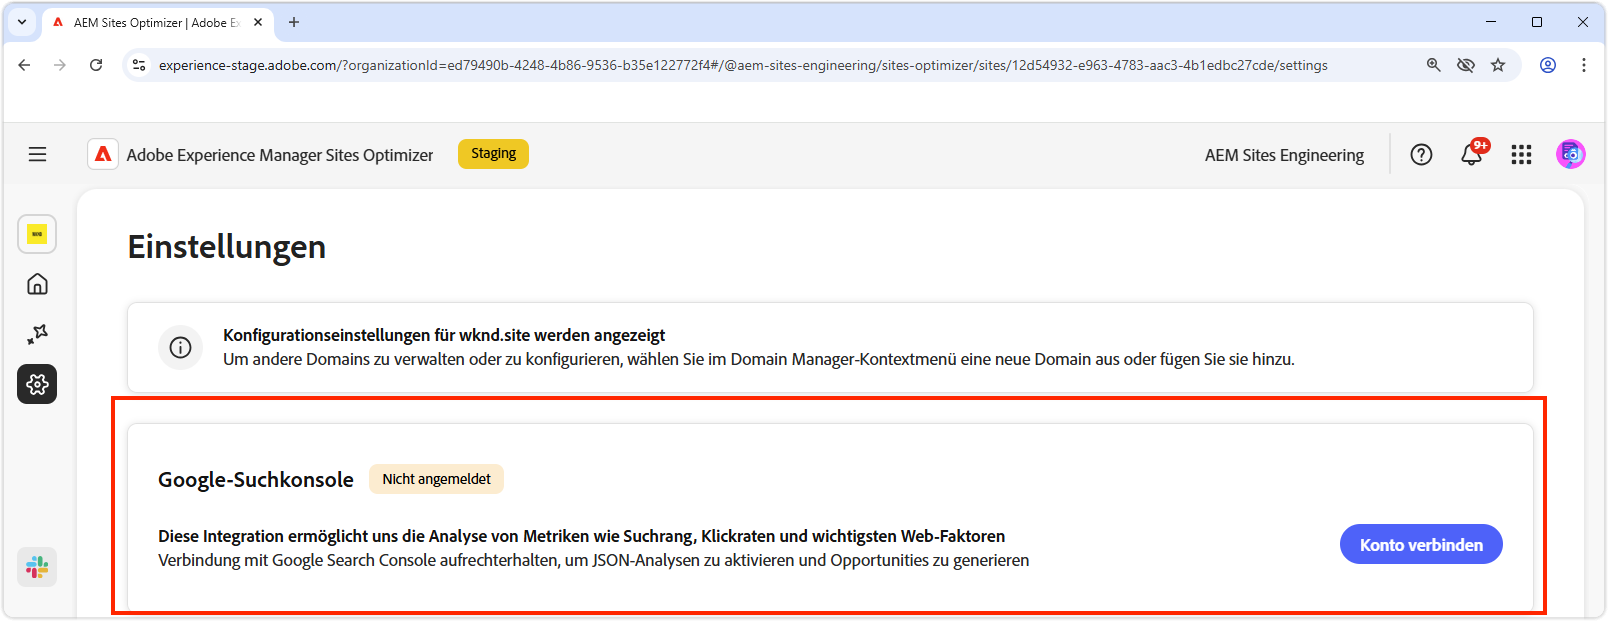 AEM Sites Optimizer | Adobe Ex
experience-stage.adobe.com/?organizationId=ed79490b-4248-4b86-9536-b35e122772f4#/@aem-sites-engineering/sites-optimizer/sites/12d54932-e963-4783-aac3-4b1edbc27cde/settings
Adobe Experience Manager Sites Optimizer
Staging
AEM Sites Engineering
9+
Einstellungen
Konfigurationseinstellungen für wknd.site werden angezeigt
Um andere Domains zu verwalten oder zu konfigurieren, wählen Sie im Domain Manager-Kontextmenü eine neue Domain aus oder fügen Sie sie hinzu.
Google-Suchkonsole
Nicht angemeldet
Diese Integration ermöglicht uns die Analyse von Metriken wie Suchrang, Klickraten und wichtigsten Web-Faktoren
Verbindung mit Google Search Console aufrechterhalten, um JSON-Analysen zu aktivieren und Opportunities zu generieren
Konto verbinden